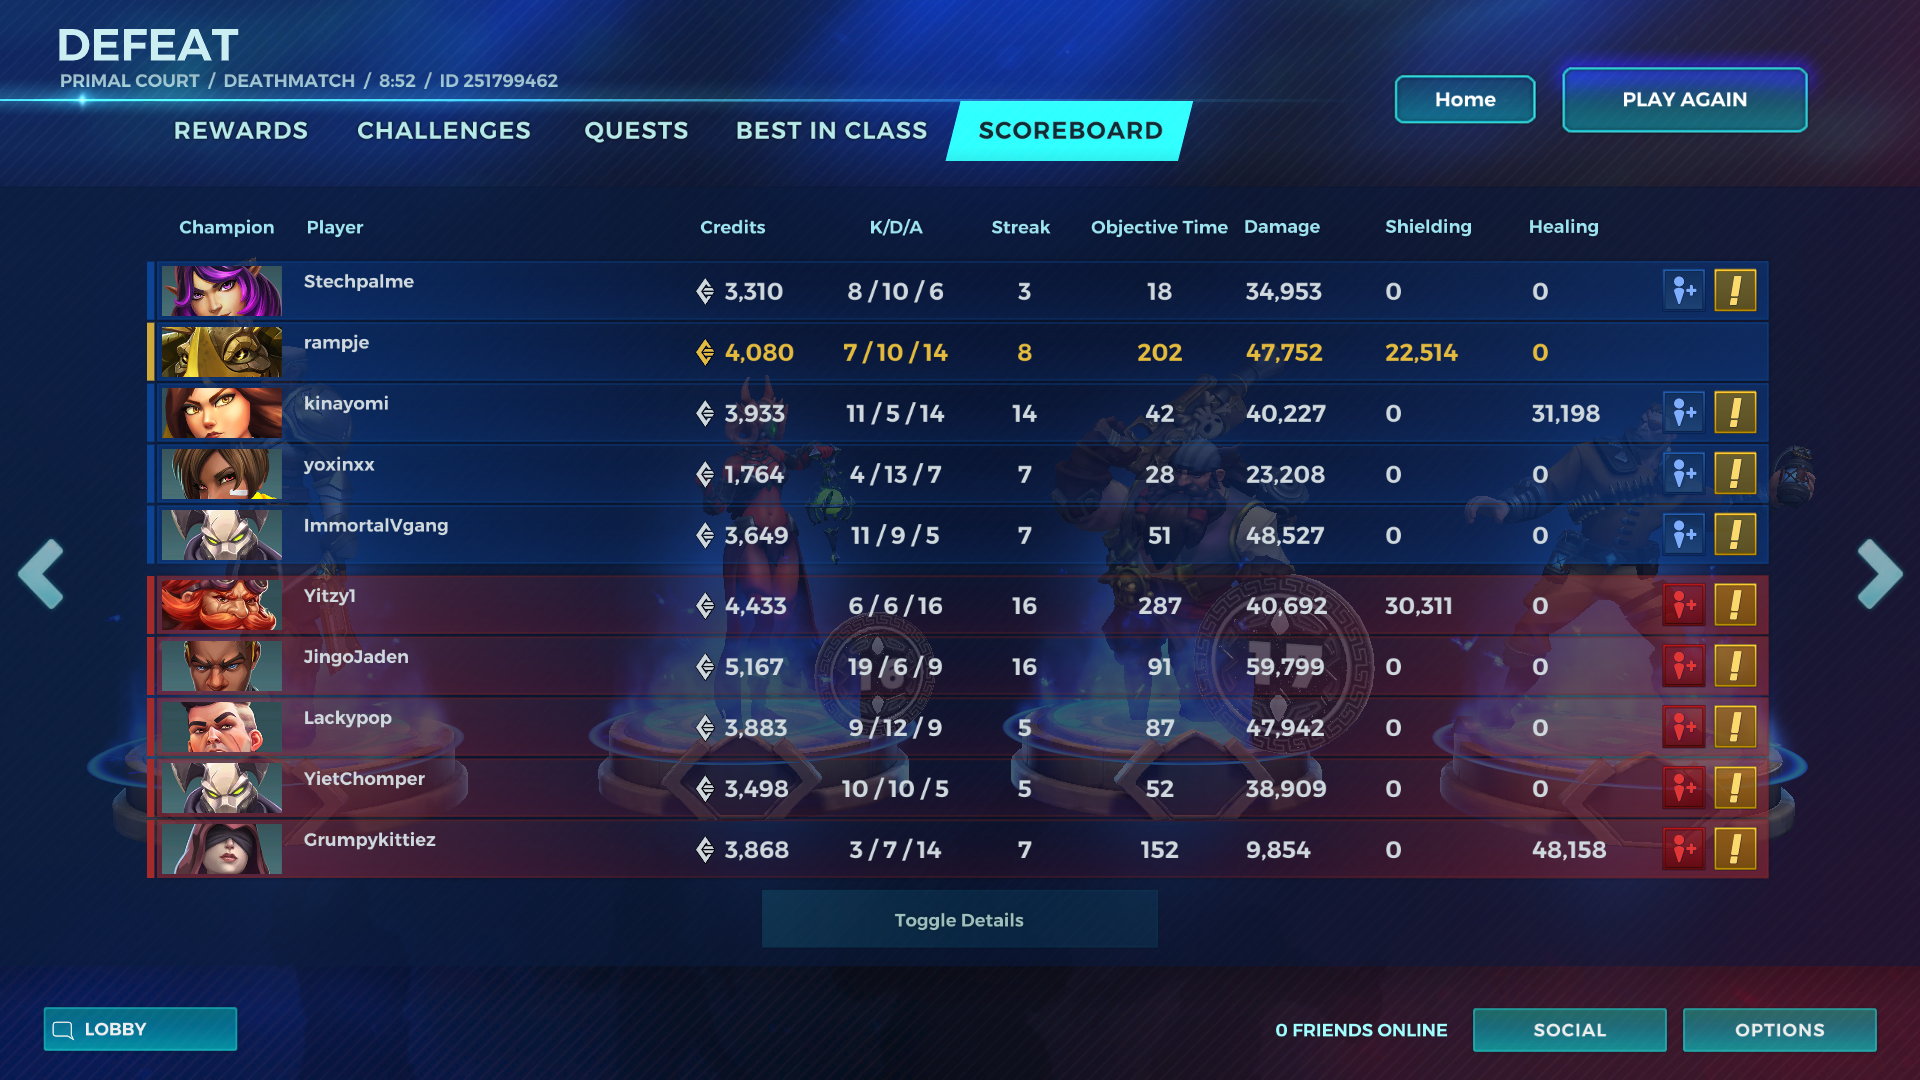 DEFEAT
PRIMAL COURT / DEATHMATCH / 8:52 / ID 251799462
Home
PLAY AGAIN
REWARDS CHALLENGES QUESTS BEST IN CLASS SCOREBOARD
Champion Player Credits K/D/A Streak Objective Time Damage Shielding Healing
Stechpalme 3,310 8 / 10 / 6 3 18 34,953 0 0
rampje 4,080 7 / 10 / 14 8 202 47,752 22,514 0
kinayomi 3,933 11 / 5 / 14 14 42 40,227 0 31,198
yoxinxx 1,764 4 / 13 / 7 7 28 23,208 0 0
ImmortalVgang 3,649 11 / 9 / 5 7 51 48,527 0 0
Yitzy1 4,433 6 / 6 / 16 16 287 40,692 30,311 0
JingoJaden 5,167 19 / 6 / 9 16 91 59,799 0 0
Lackypop 3,883 9 / 12 / 9 5 87 47,942 0 0
YietChomper 3,498 10 / 10 / 5 5 52 38,909 0 0
Grumpykittiez 3,868 3 / 7 / 14 7 152 9,854 0 48,158
16
17
Toggle Details
LOBBY
0 FRIENDS ONLINE
SOCIAL
OPTIONS